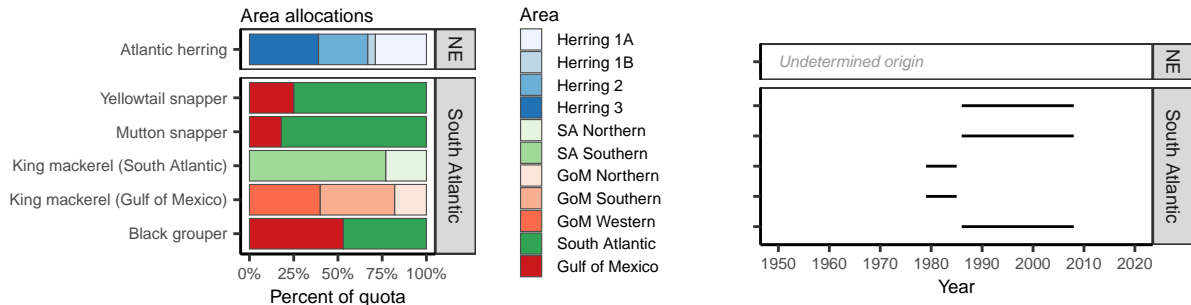 Area allocations
Atlantic herring
NE
Yellowtail snapper
Mutton snapper
King mackerel (South Atlantic)
King mackerel (Gulf of Mexico)
Black grouper
South Atlantic
0% 25% 50% 75% 100%
Percent of quota
Area
Herring 1A
Herring 1B
Herring 2
Herring 3
SA Northern
SA Southern
GoM Northern
GoM Southern
GoM Western
South Atlantic
Gulf of Mexico
Undetermined origin
NE
South Atlantic
1950 1960 1970 1980 1990 2000 2010 2020
Year